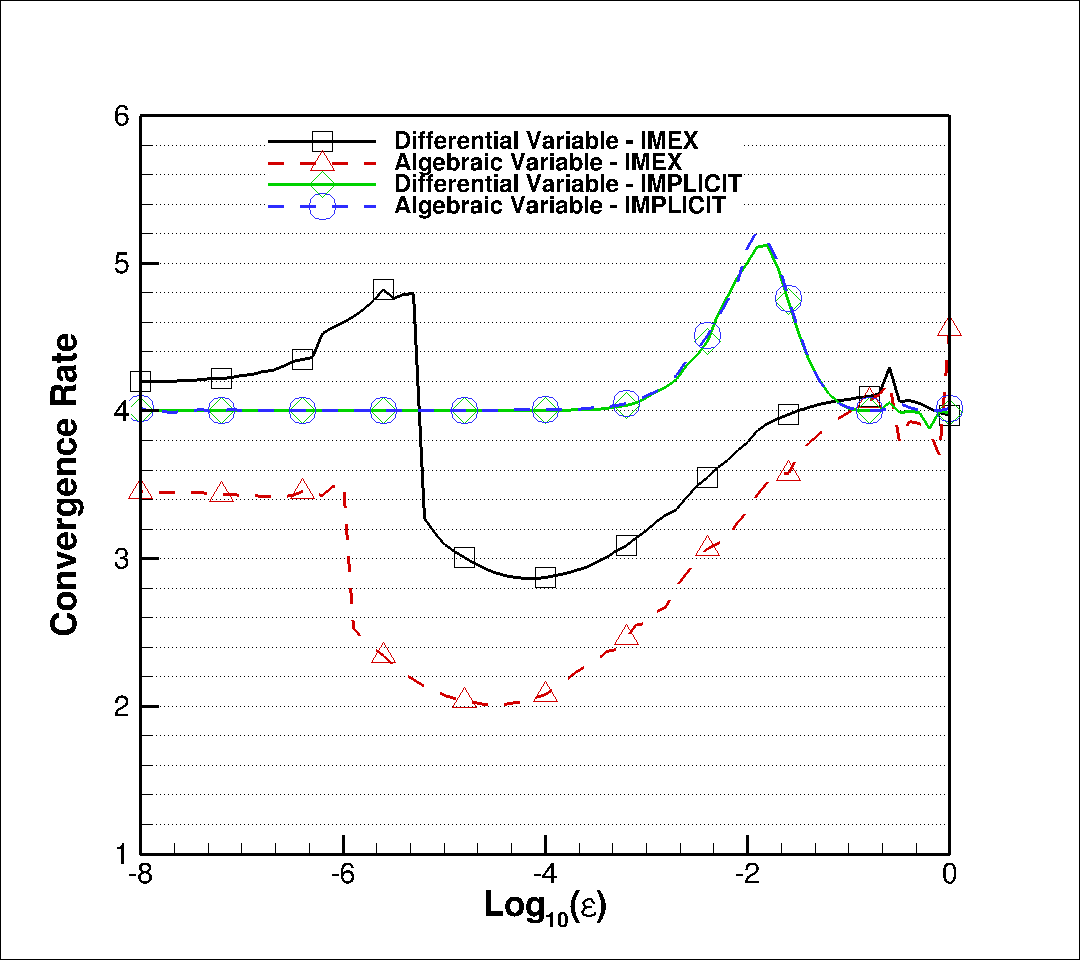 6
Differential Variable - IMEX
Algebraic Variable - IMEX
Differential Variable - IMPLICIT
Algebraic Variable - IMPLICIT
5
4
3
2
1
Convergence Rate
-8
-6
-4
-2
0
Log10(ε)